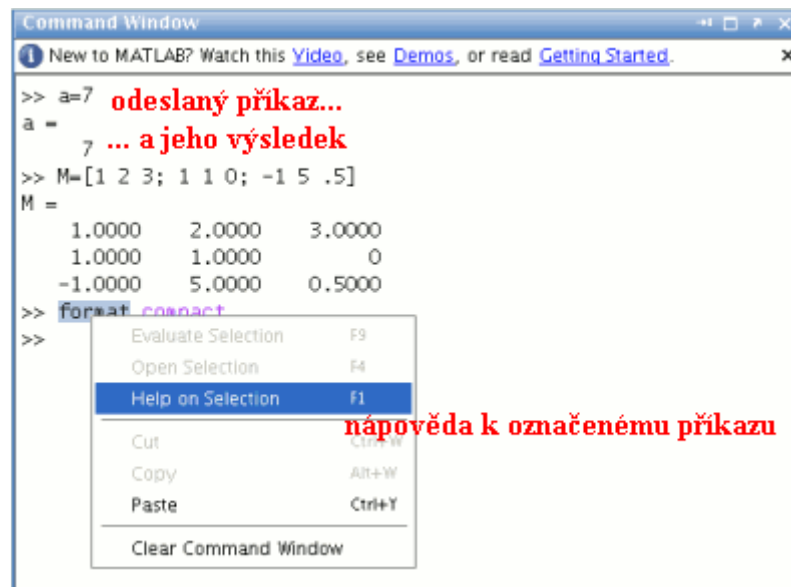 Command Window
New to MATLAB? Watch this Video, see Demos, or read Getting Started.
>> a=7 odeslaný příkaz...
a =
7 ... a jeho výsledek
>> M=[1 2 3; 1 1 0; -1 5 .5]
M =
1.0000 2.0000 3.0000
1.0000 1.0000 0
-1.0000 5.0000 0.5000
>> format compact
>>
Evaluate Selection F9
Open Selection F4
Help on Selection F1
nápověda k označenému příkazu
Cut Ctrl+W
Copy Alt+W
Paste Ctrl+Y
Clear Command Window